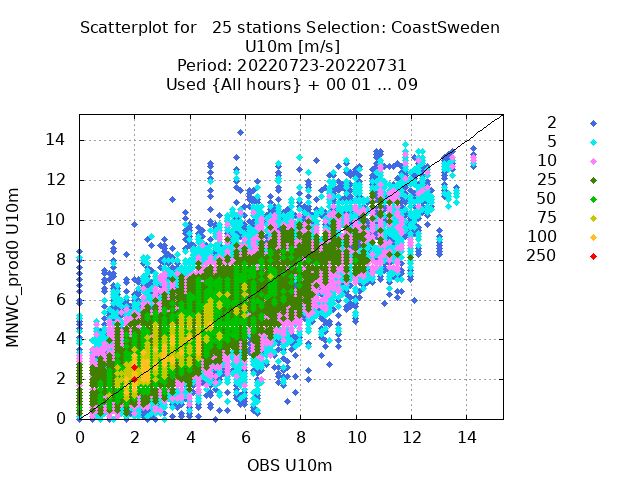 Scatterplot for   25 stations Selection: CoastSweden
U10m [m/s]
Period: 20220723-20220731
Used {All hours} + 00 01 ... 09
2
5
10
25
50
75
100
250
14
12
10
8
6
4
2
0
MNWC_prod0 U10m
0 2 4 6 8 10 12 14
OBS U10m